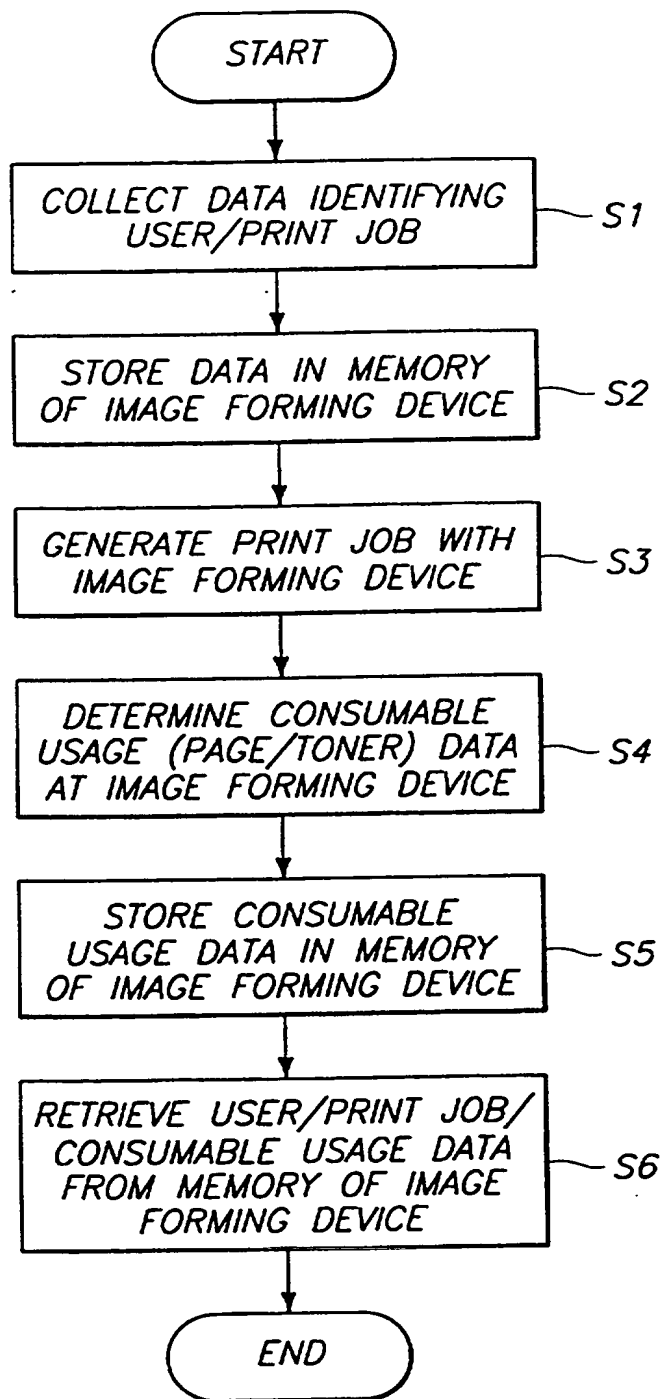 START
COLLECT DATA IDENTIFYING
USER/PRINT JOB
S1
STORE DATA IN MEMORY
OF IMAGE FORMING DEVICE
S2
GENERATE PRINT JOB WITH
IMAGE FORMING DEVICE
S3
DETERMINE CONSUMABLE
USAGE (PAGE/TONER) DATA
AT IMAGE FORMING DEVICE
S4
STORE CONSUMABLE
USAGE DATA IN MEMORY
OF IMAGE FORMING DEVICE
S5
RETRIEVE USER/PRINT JOB/
CONSUMABLE USAGE DATA
FROM MEMORY OF IMAGE
FORMING DEVICE
S6
END